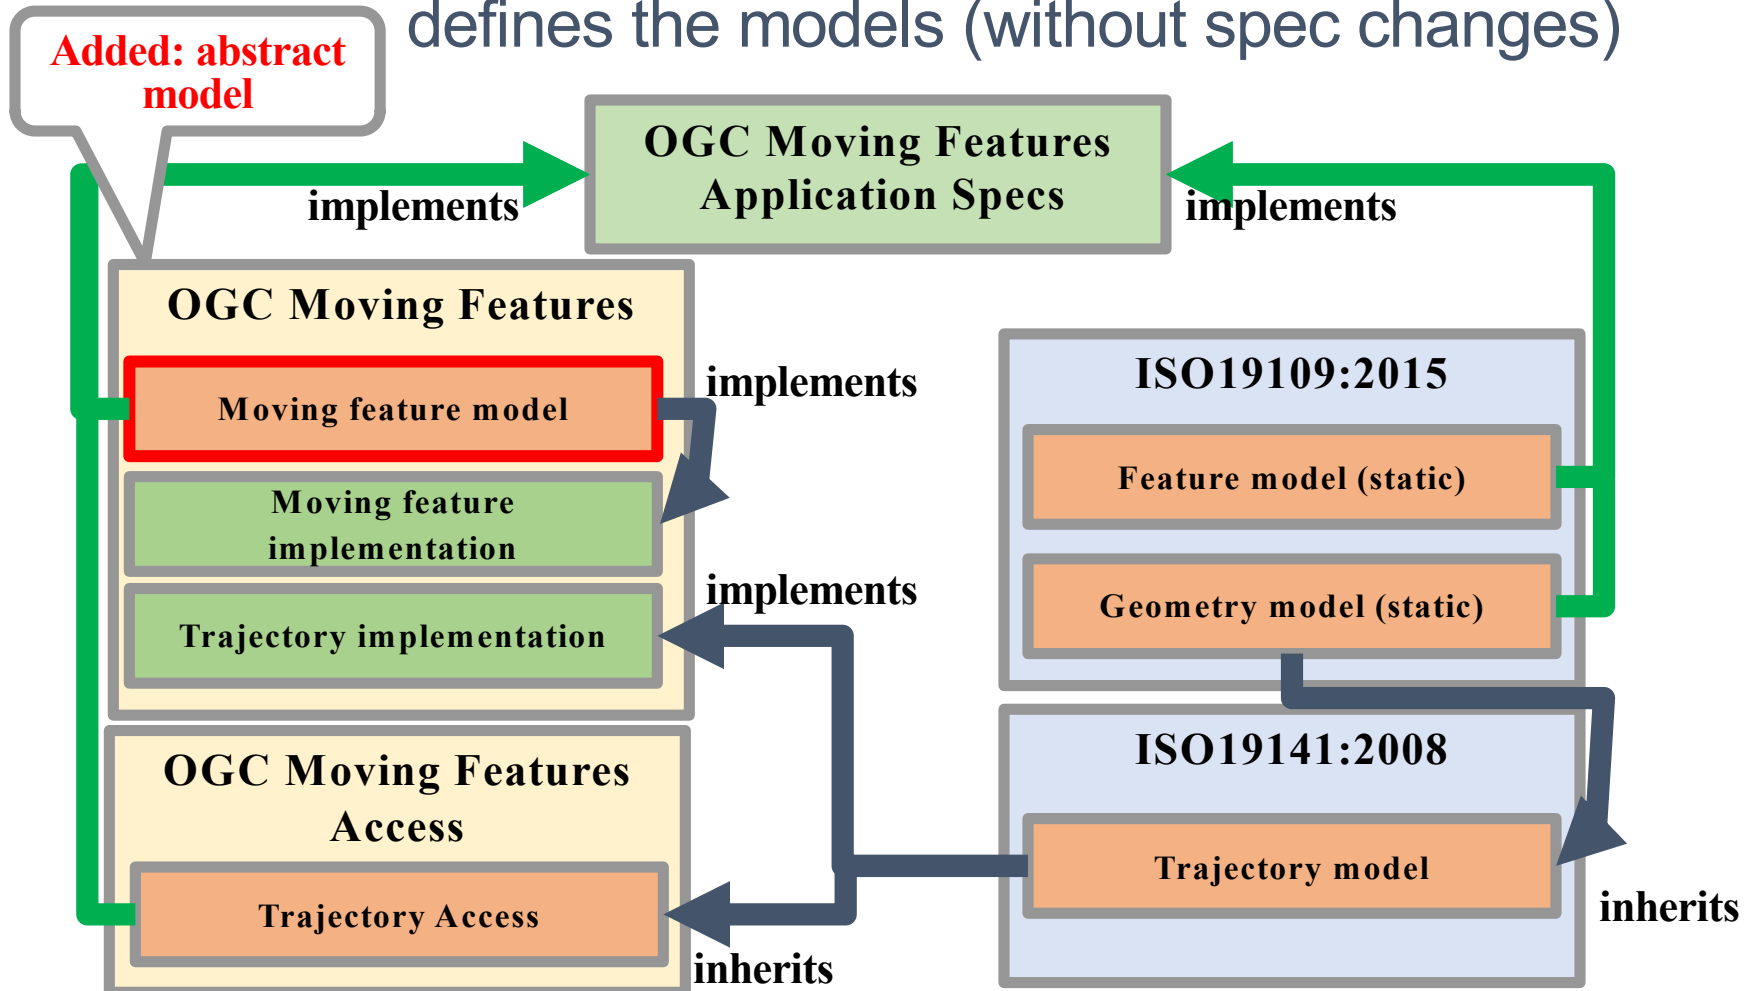 defines the models (without spec changes)
Added: abstract
model
OGC Moving Features
Application Specs
implements
implements
OGC Moving Features
Moving feature model
implements
Moving feature
implementation
implements
Trajectory implementation
ISO19109:2015
Feature model (static)
Geometry model (static)
OGC Moving Features
Access
Trajectory Access
inherits
ISO19141:2008
Trajectory model
inherits